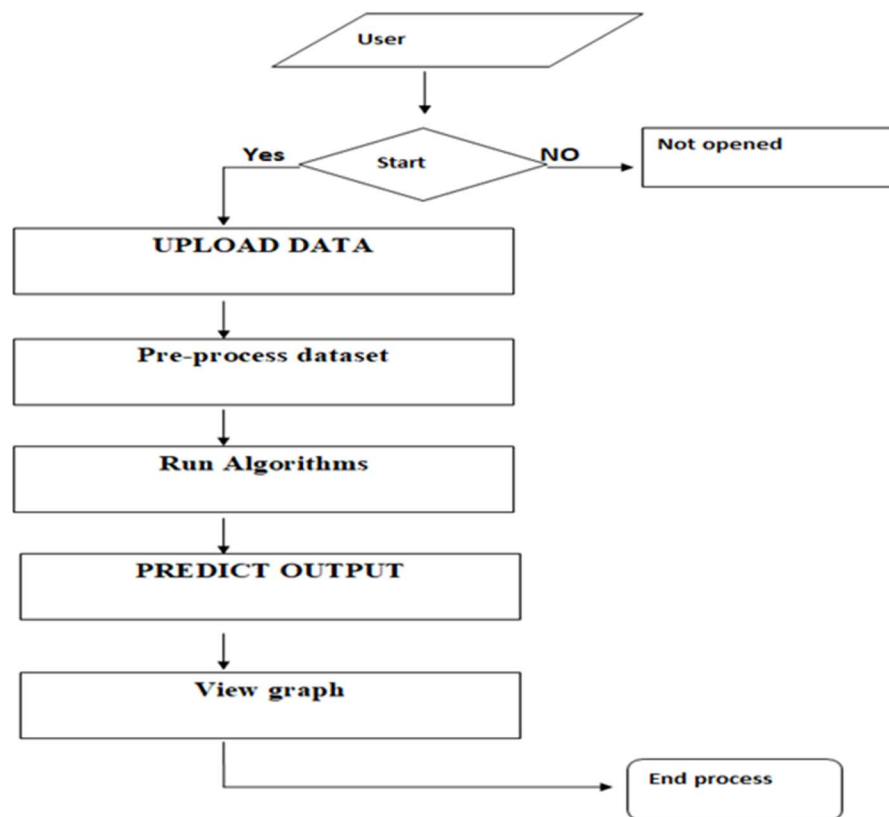 User
Yes
Start
NO
Not opened
UPLOAD DATA
Pre-process dataset
Run Algorithms
PREDICT OUTPUT
View graph
End process